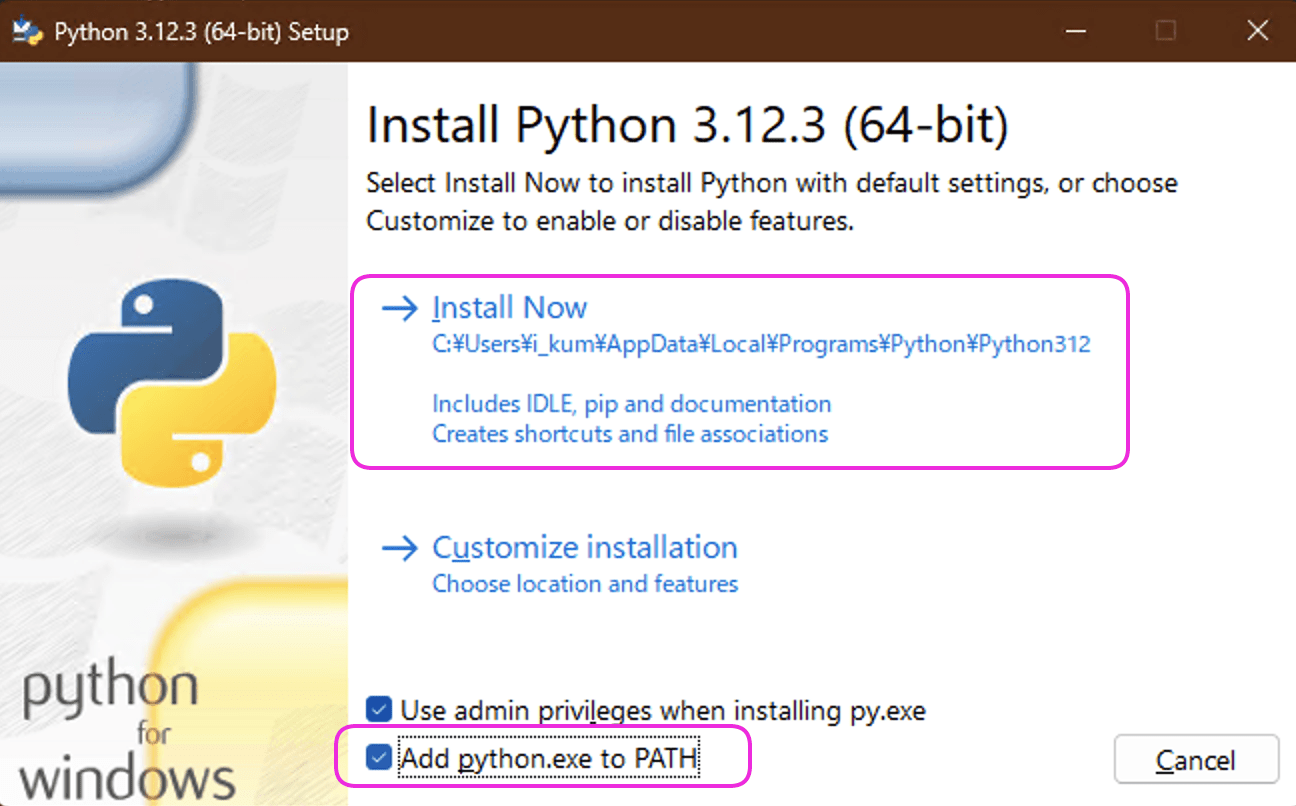 Python 3.12.3 (64-bit) Setup
Install Python 3.12.3 (64-bit)
Select Install Now to install Python with default settings, or choose
Customize to enable or disable features.
Install Now
C:¥Users¥i_kum¥AppData¥Local¥Programs¥Python¥Python312
Includes IDLE, pip and documentation
Creates shortcuts and file associations
Customize installation
Choose location and features
Use admin privileges when installing py.exe
Add python.exe to PATH
Cancel
python
for
windows